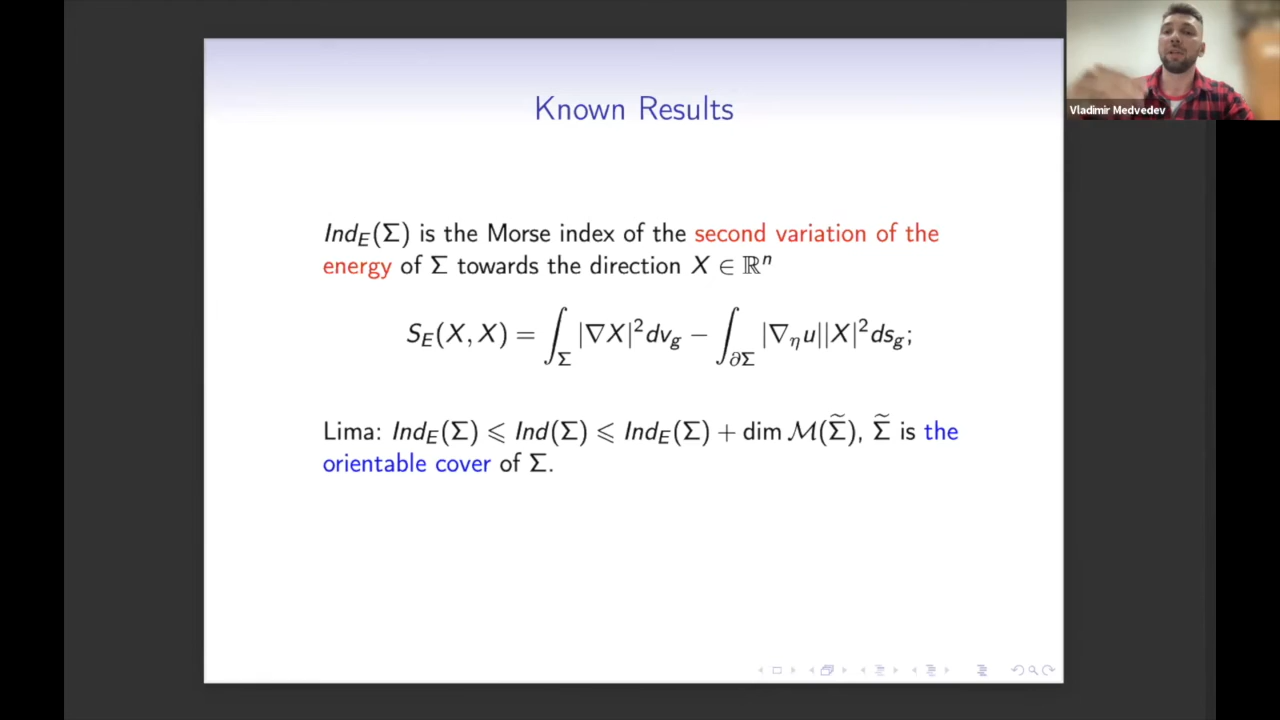 Known Results
Ind_E(Σ) is the Morse index of the second variation of the
energy of Σ towards the direction X ∈ ℝⁿ
S_E(X, X) = ∫_Σ |∇X|² dv_g − ∫_∂Σ |∇_η u||X|² ds_g;
Lima: Ind_E(Σ) ⩽ Ind(Σ) ⩽ Ind_E(Σ) + dim ℳ(Σ̃), Σ̃ is the
orientable cover of Σ.
Vladimir Medvedev